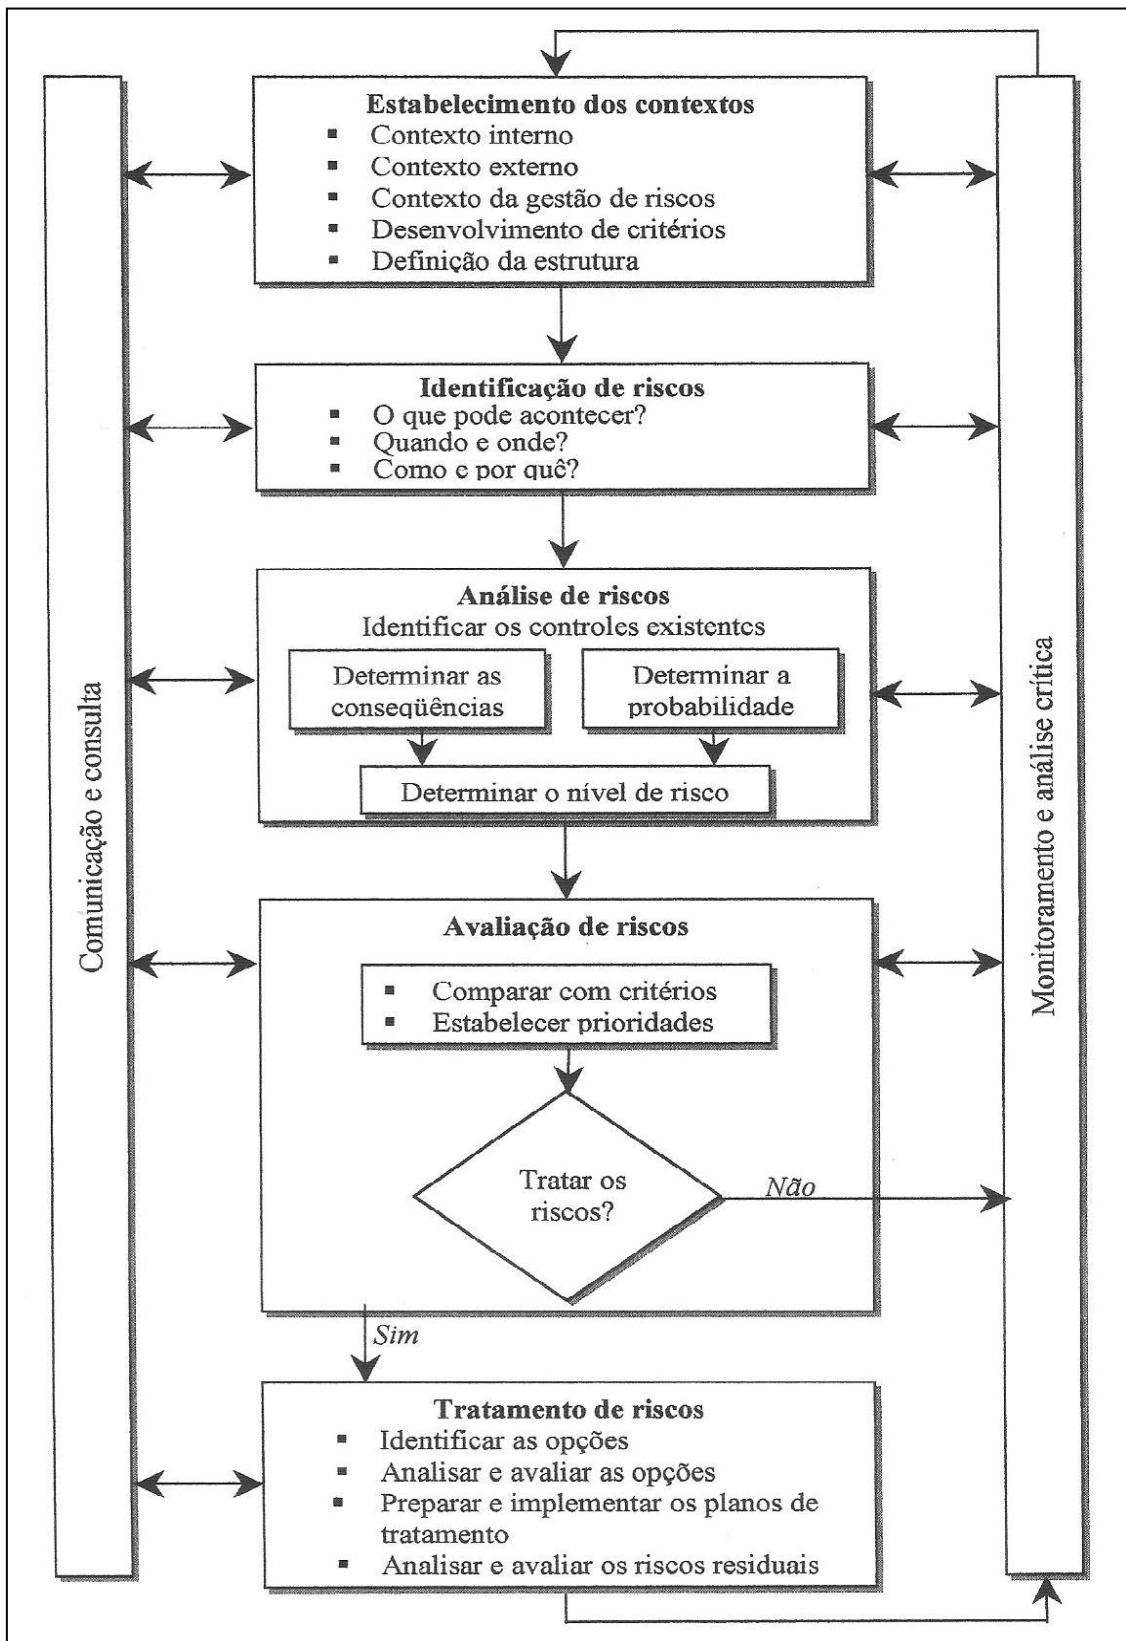 Estabelecimento dos contextos
▪ Contexto interno
▪ Contexto externo
▪ Contexto da gestão de riscos
▪ Desenvolvimento de critérios
▪ Definição da estrutura
Identificação de riscos
▪ O que pode acontecer?
▪ Quando e onde?
▪ Como e por quê?
Análise de riscos
Identificar os controles existentes
Determinar as
conseqüências
Determinar a
probabilidade
Determinar o nível de risco
Avaliação de riscos
▪ Comparar com critérios
▪ Estabelecer prioridades
Tratar os
riscos?
Não
Sim
Tratamento de riscos
▪ Identificar as opções
▪ Analisar e avaliar as opções
▪ Preparar e implementar os planos de
tratamento
▪ Analisar e avaliar os riscos residuais
Comunicação e consulta
Monitoramento e análise crítica